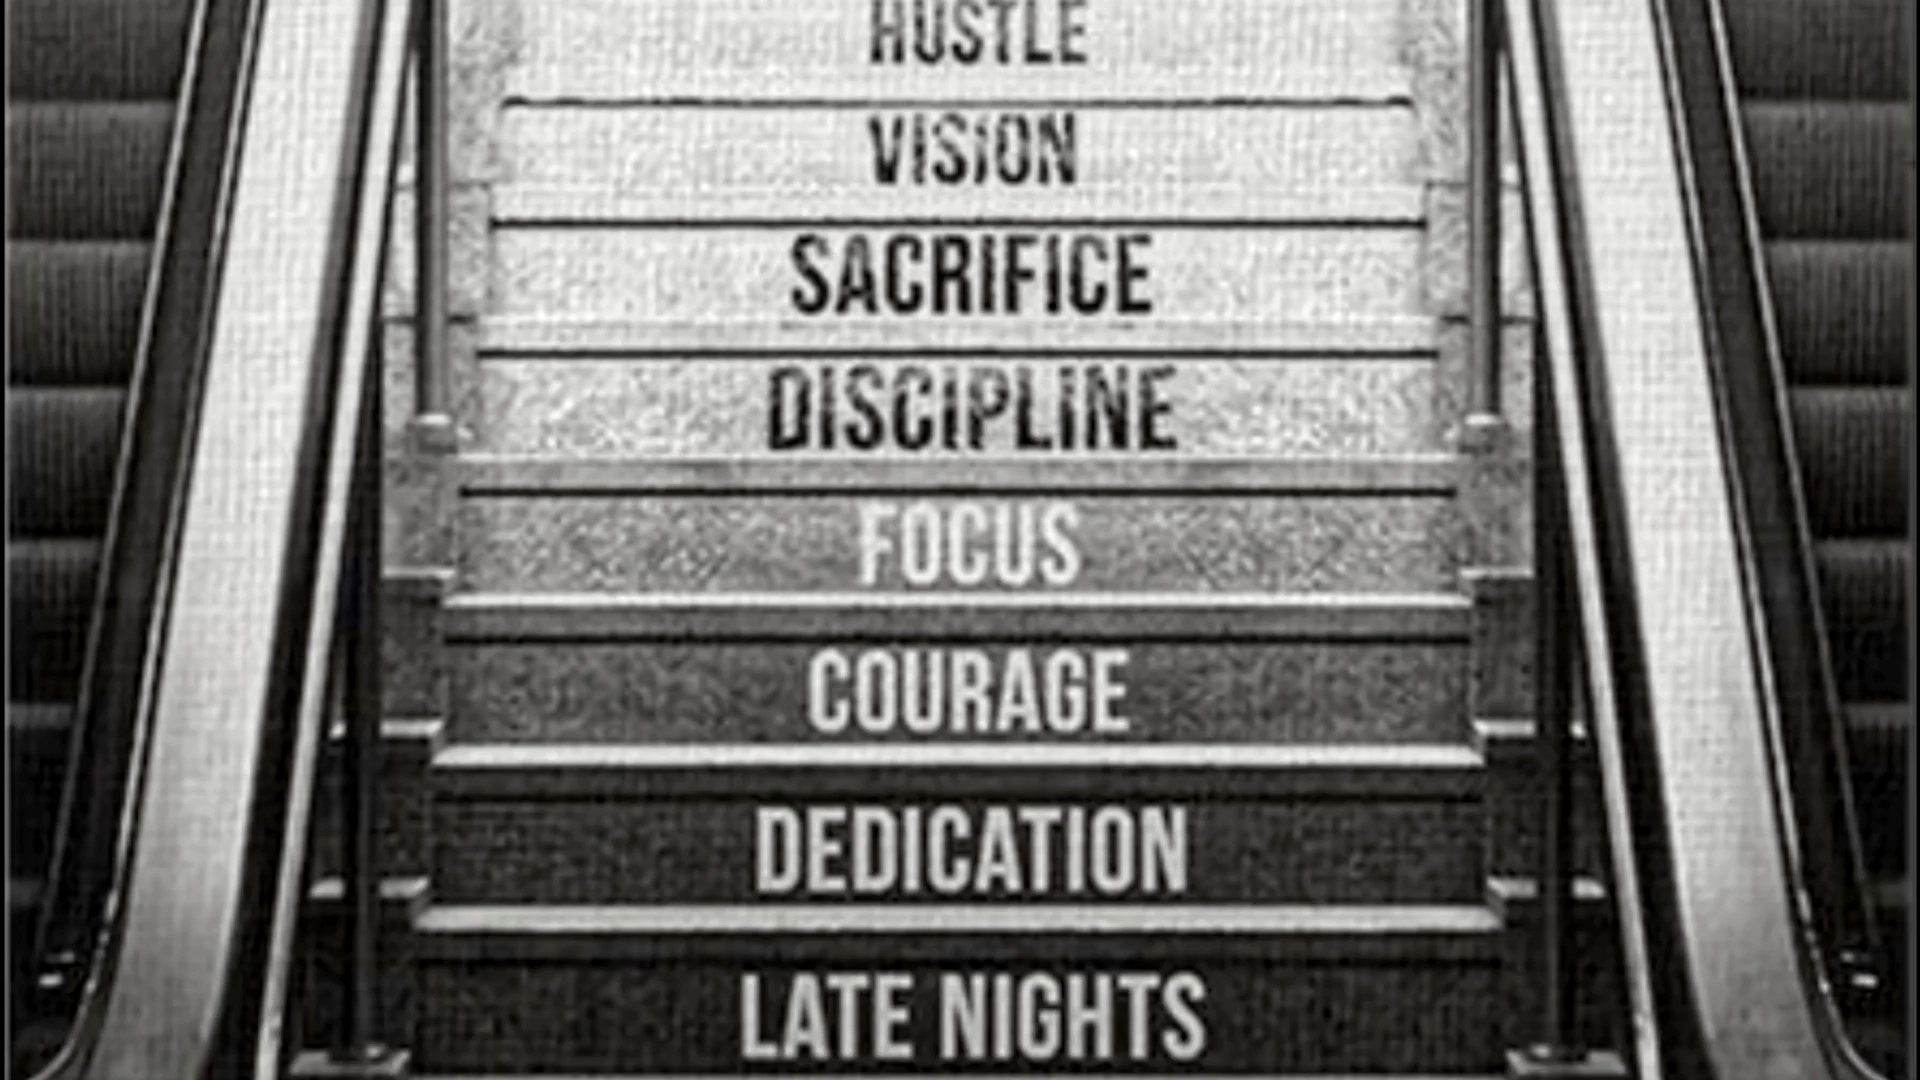 HUSTLE
VISION
SACRIFICE
DISCIPLINE
FOCUS
COURAGE
DEDICATION
LATE NIGHTS